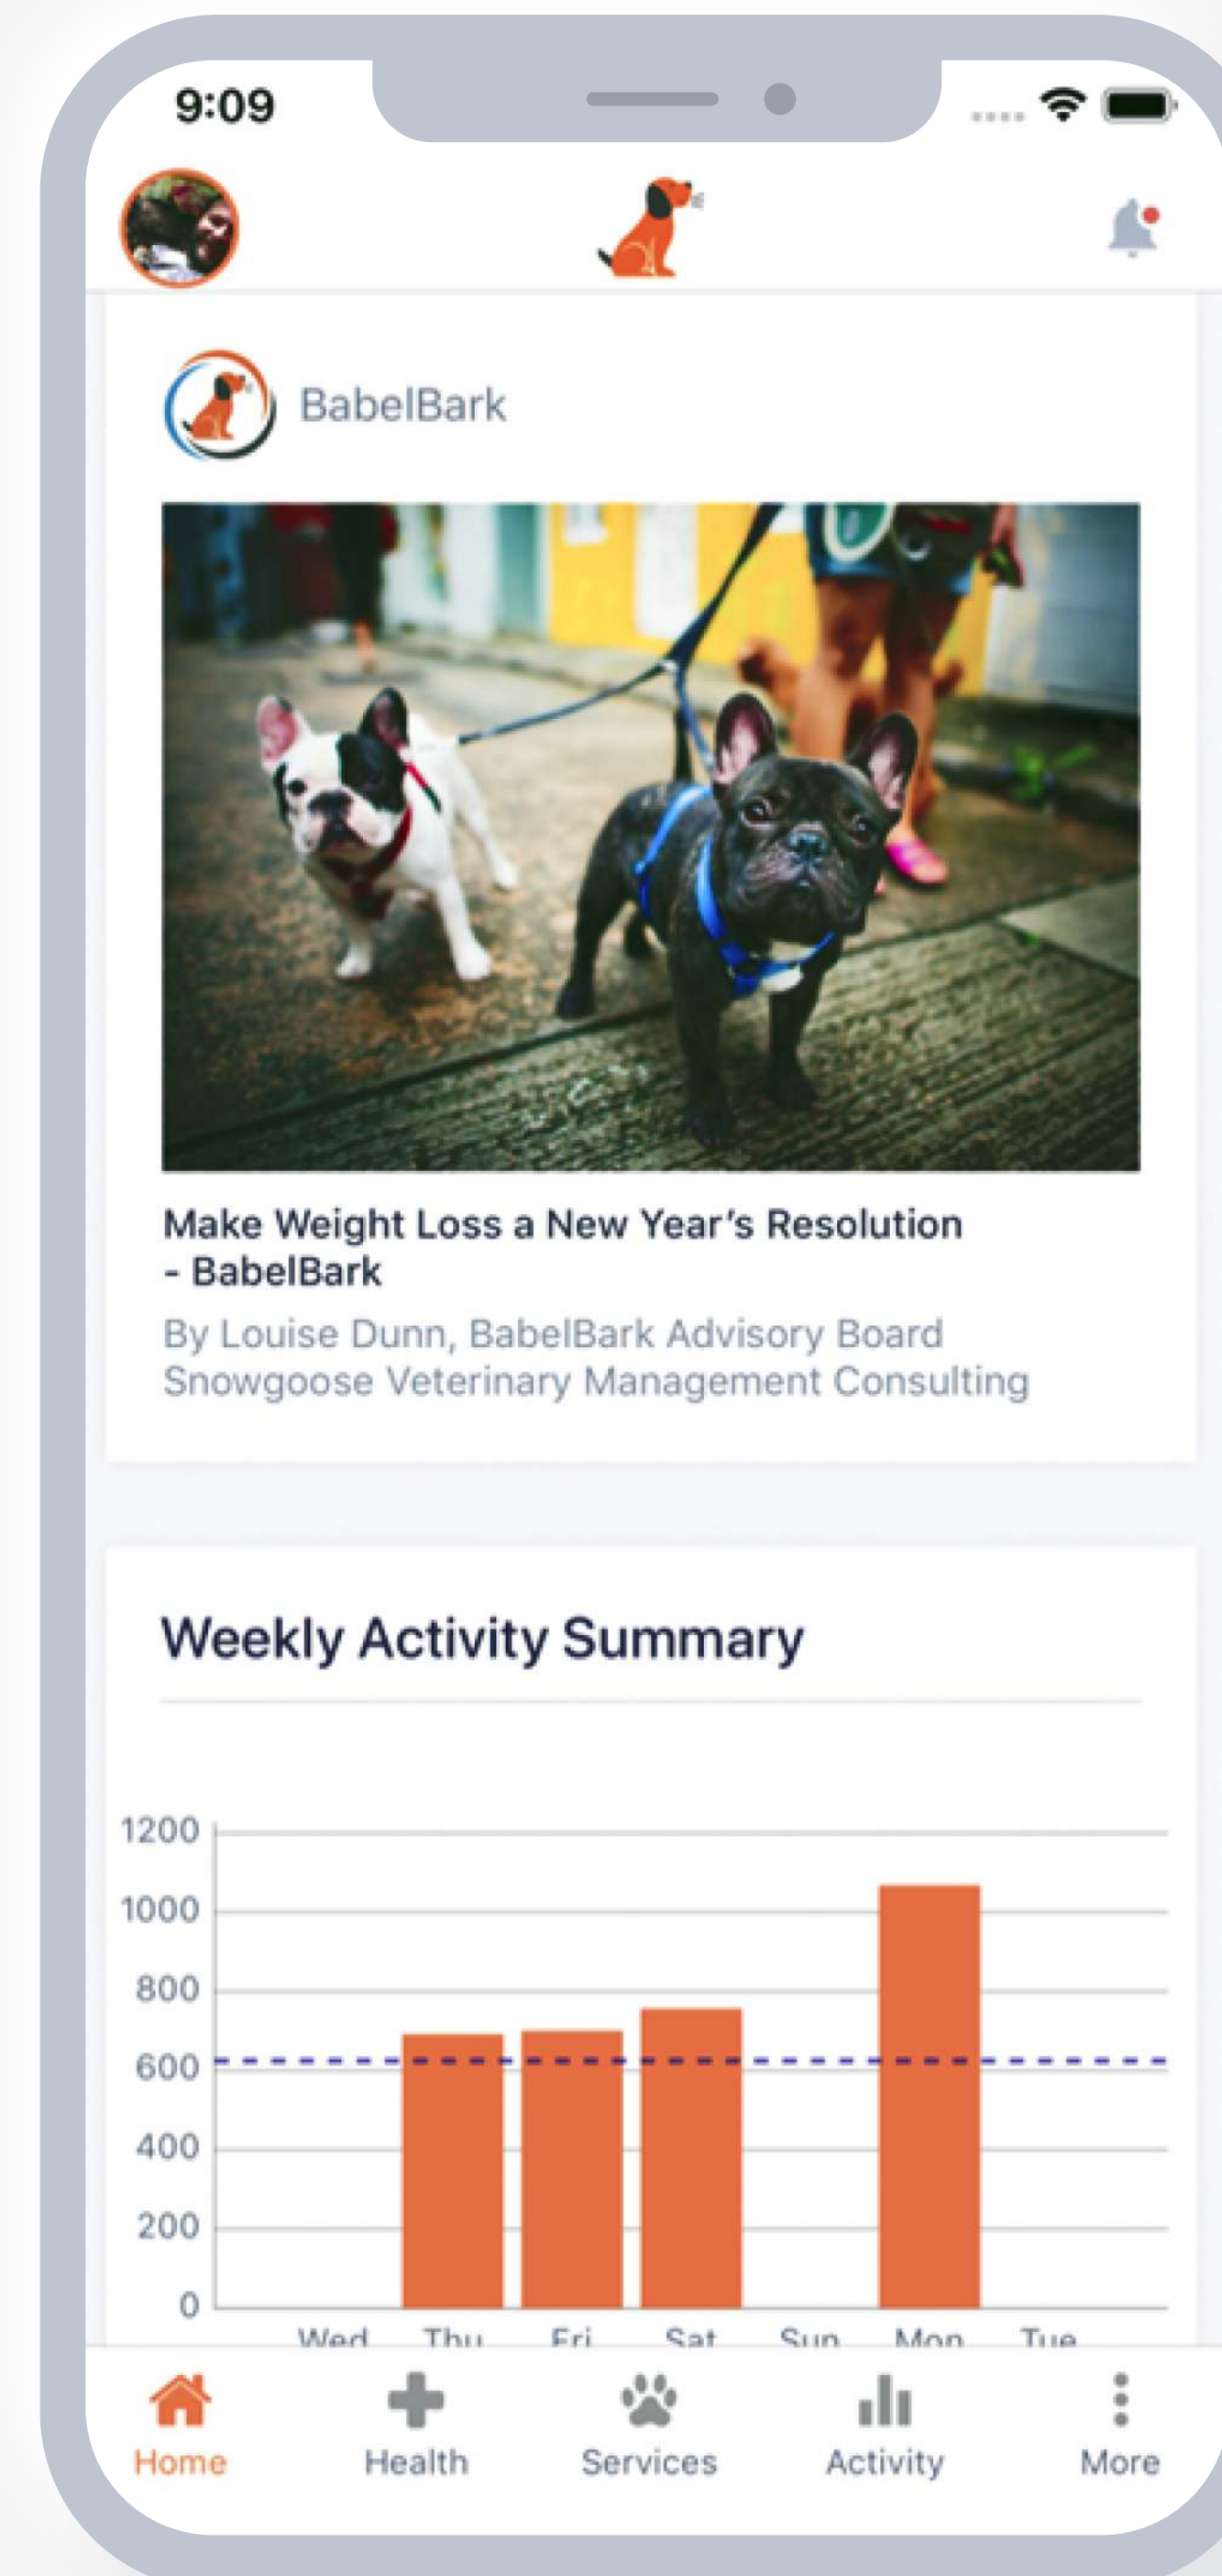 9:09
BabelBark
Make Weight Loss a New Year's Resolution
- BabelBark
By Louise Dunn, BabelBark Advisory Board
Snowgoose Veterinary Management Consulting
Weekly Activity Summary
1200
1000
800
600
400
200
0
Wed Thu Fri Sat Sun Mon Tue
Home Health Services Activity More